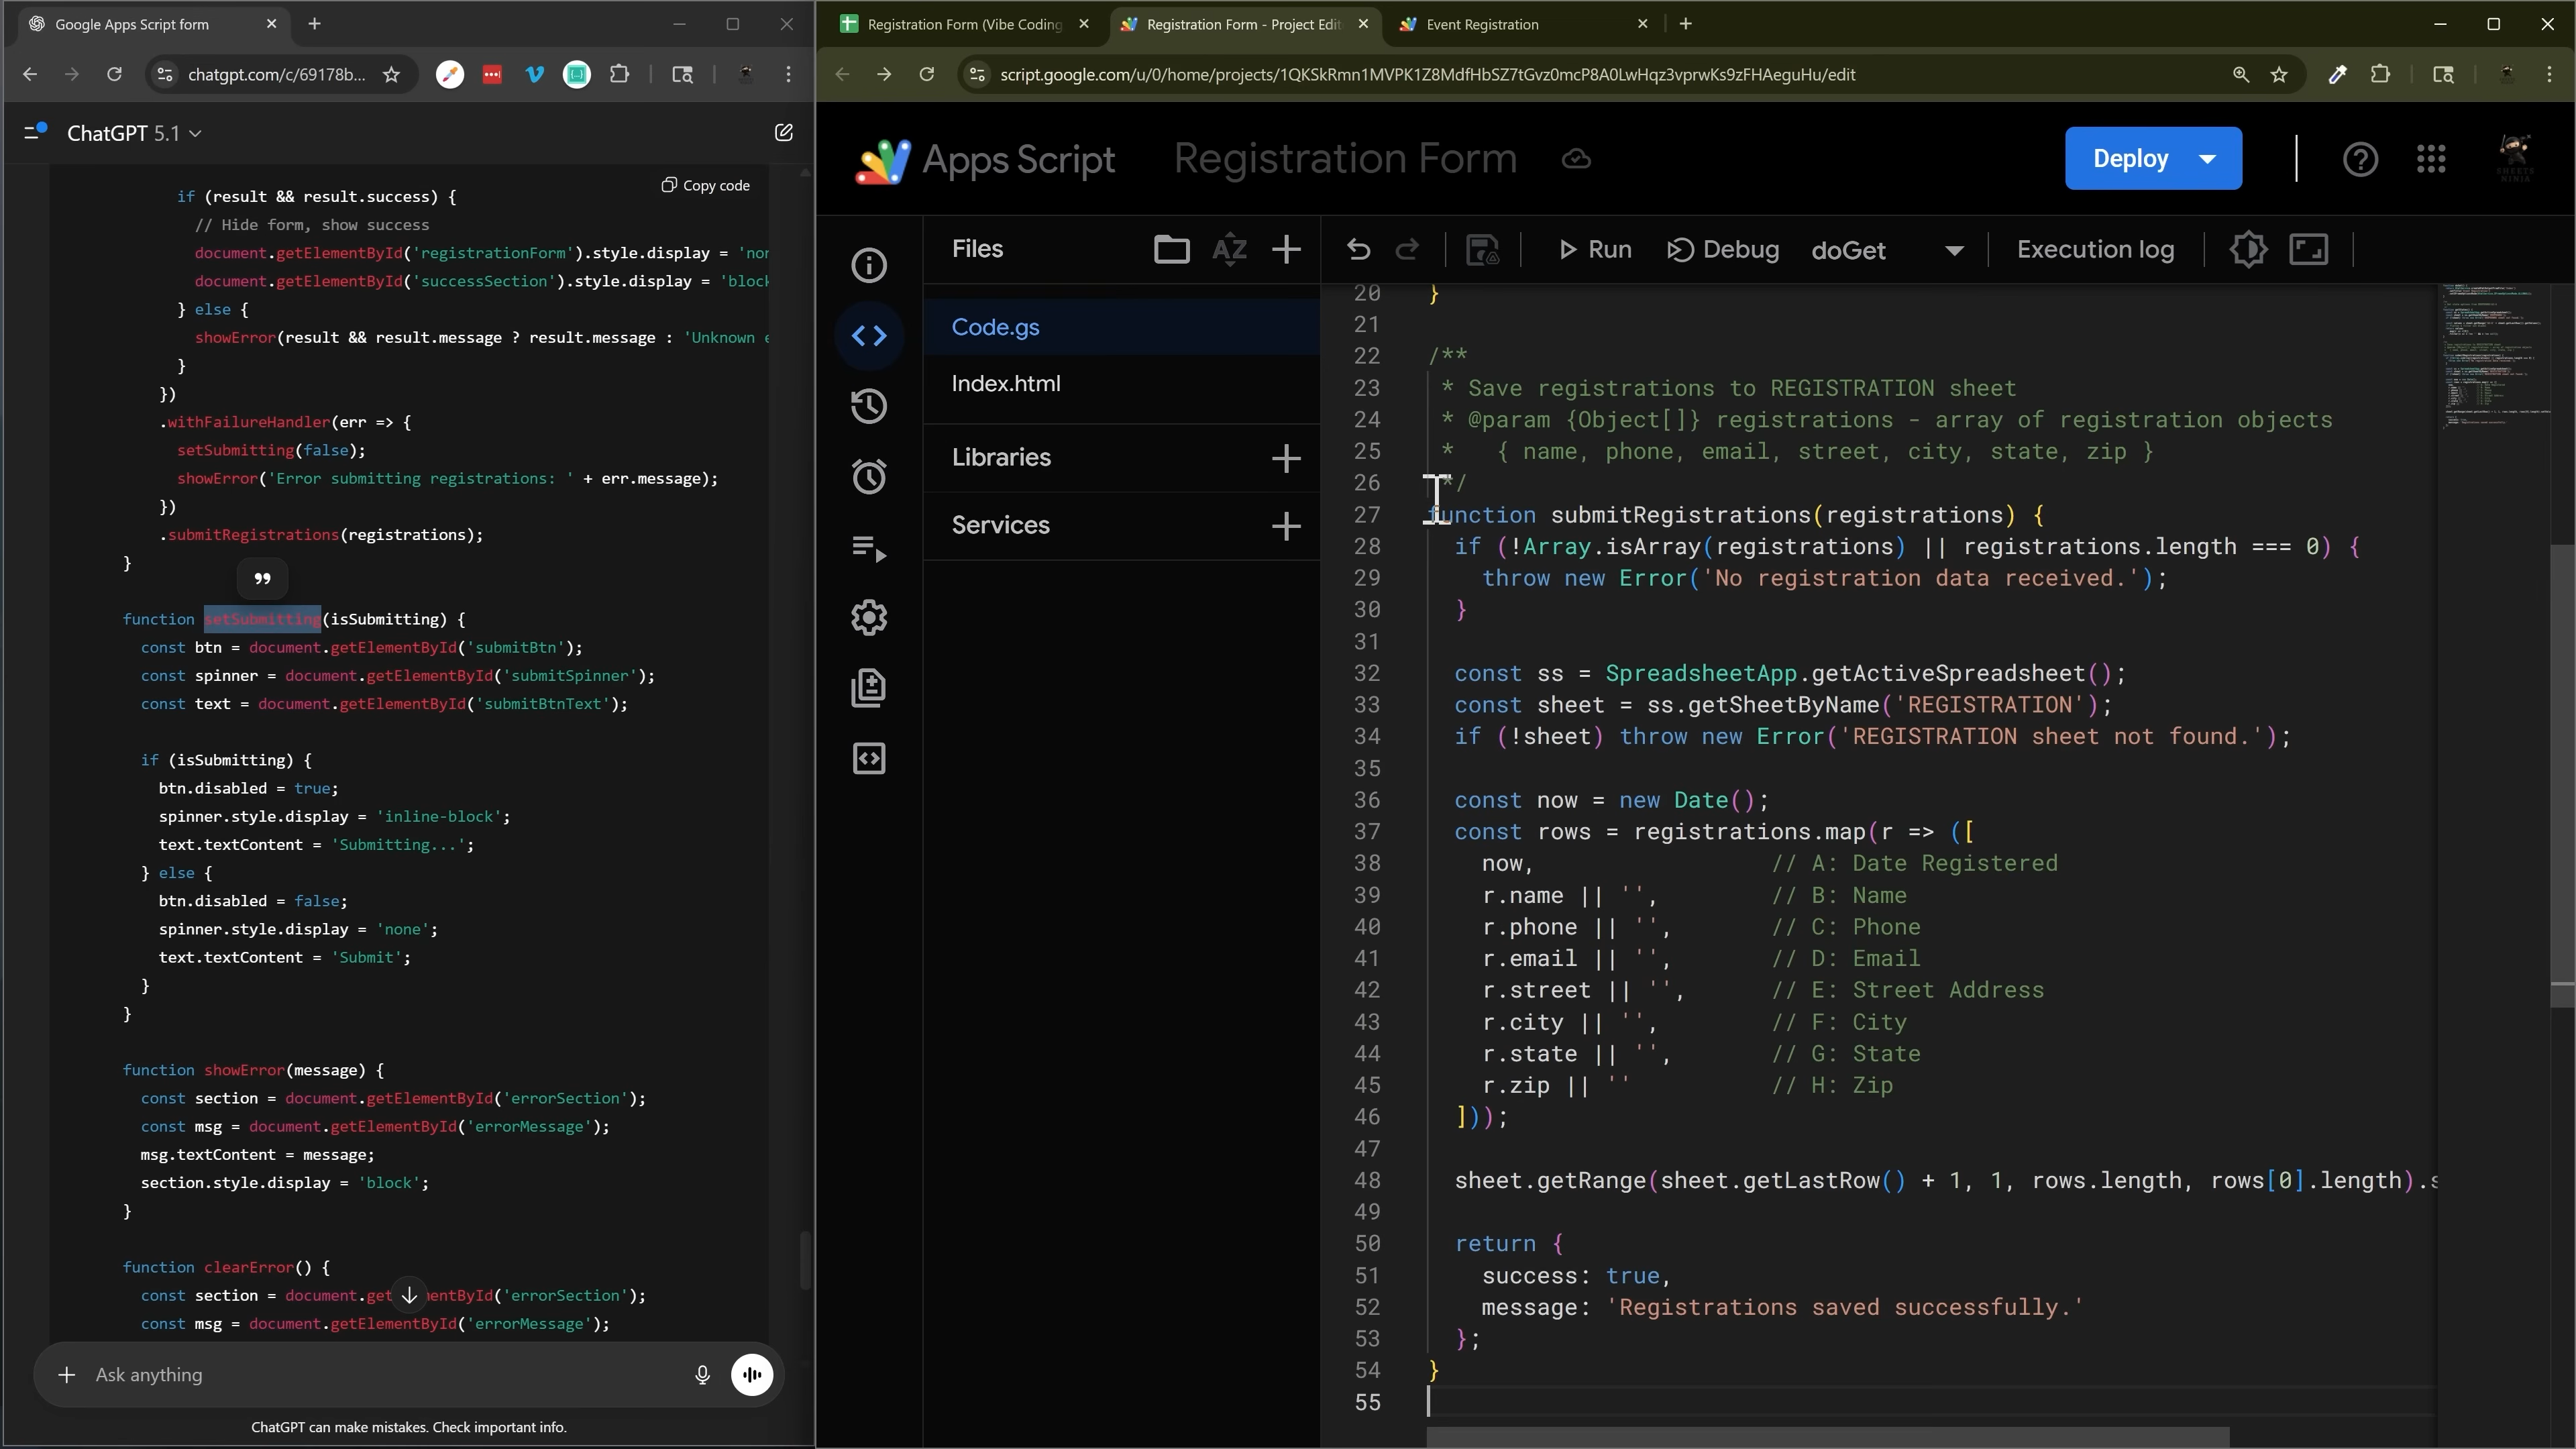 Google Apps Script form
chatgpt.com/c/69178b...
ChatGPT 5.1
Copy code
if (result && result.success) {
// Hide form, show success
document.getElementById('registrationForm').style.display = 'nor
document.getElementById('successSection').style.display = 'block
} else {
showError(result && result.message ? result.message : 'Unknown e
}
})
.withFailureHandler(err => {
setSubmitting(false);
showError('Error submitting registrations: ' + err.message);
})
.submitRegistrations(registrations);
}
function setSubmitting(isSubmitting) {
const btn = document.getElementById('submitBtn');
const spinner = document.getElementById('submitSpinner');
const text = document.getElementById('submitBtnText');
if (isSubmitting) {
btn.disabled = true;
spinner.style.display = 'inline-block';
text.textContent = 'Submitting...';
} else {
btn.disabled = false;
spinner.style.display = 'none';
text.textContent = 'Submit';
}
}
function showError(message) {
const section = document.getElementById('errorSection');
const msg = document.getElementById('errorMessage');
msg.textContent = message;
section.style.display = 'block';
}
function clearError() {
const section = document.get mentById('errorSection');
const msg = document.getElementById('errorMessage');
Ask anything
ChatGPT can make mistakes. Check important info.
Registration Form (Vibe Coding
Registration Form - Project Edit
Event Registration
script.google.com/u/0/home/projects/1QKSkRmn1MVPK1Z8MdfHbSZ7tGvz0mcP8A0LwHqz3vprwKs9zFHAeguHu/edit
Apps Script
Registration Form
Deploy
Files
AZ
Run
Debug
doGet
Execution log
Code.gs
Index.html
Libraries
Services
20 }
21
22 /**
23 * Save registrations to REGISTRATION sheet
24 * @param {Object[]} registrations - array of registration objects
25 * { name, phone, email, street, city, state, zip }
26 */
27 function submitRegistrations(registrations) {
28 if (!Array.isArray(registrations) || registrations.length === 0) {
29 throw new Error('No registration data received.');
30 }
31
32 const ss = SpreadsheetApp.getActiveSpreadsheet();
33 const sheet = ss.getSheetByName('REGISTRATION');
34 if (!sheet) throw new Error('REGISTRATION sheet not found.');
35
36 const now = new Date();
37 const rows = registrations.map(r => ([
38 now, // A: Date Registered
39 r.name || '', // B: Name
40 r.phone || '', // C: Phone
41 r.email || '', // D: Email
42 r.street || '', // E: Street Address
43 r.city || '', // F: City
44 r.state || '', // G: State
45 r.zip || '' // H: Zip
46 ]));
47
48 sheet.getRange(sheet.getLastRow() + 1, 1, rows.length, rows[0].length).s
49
50 return {
51 success: true,
52 message: 'Registrations saved successfully.'
53 };
54 }
55